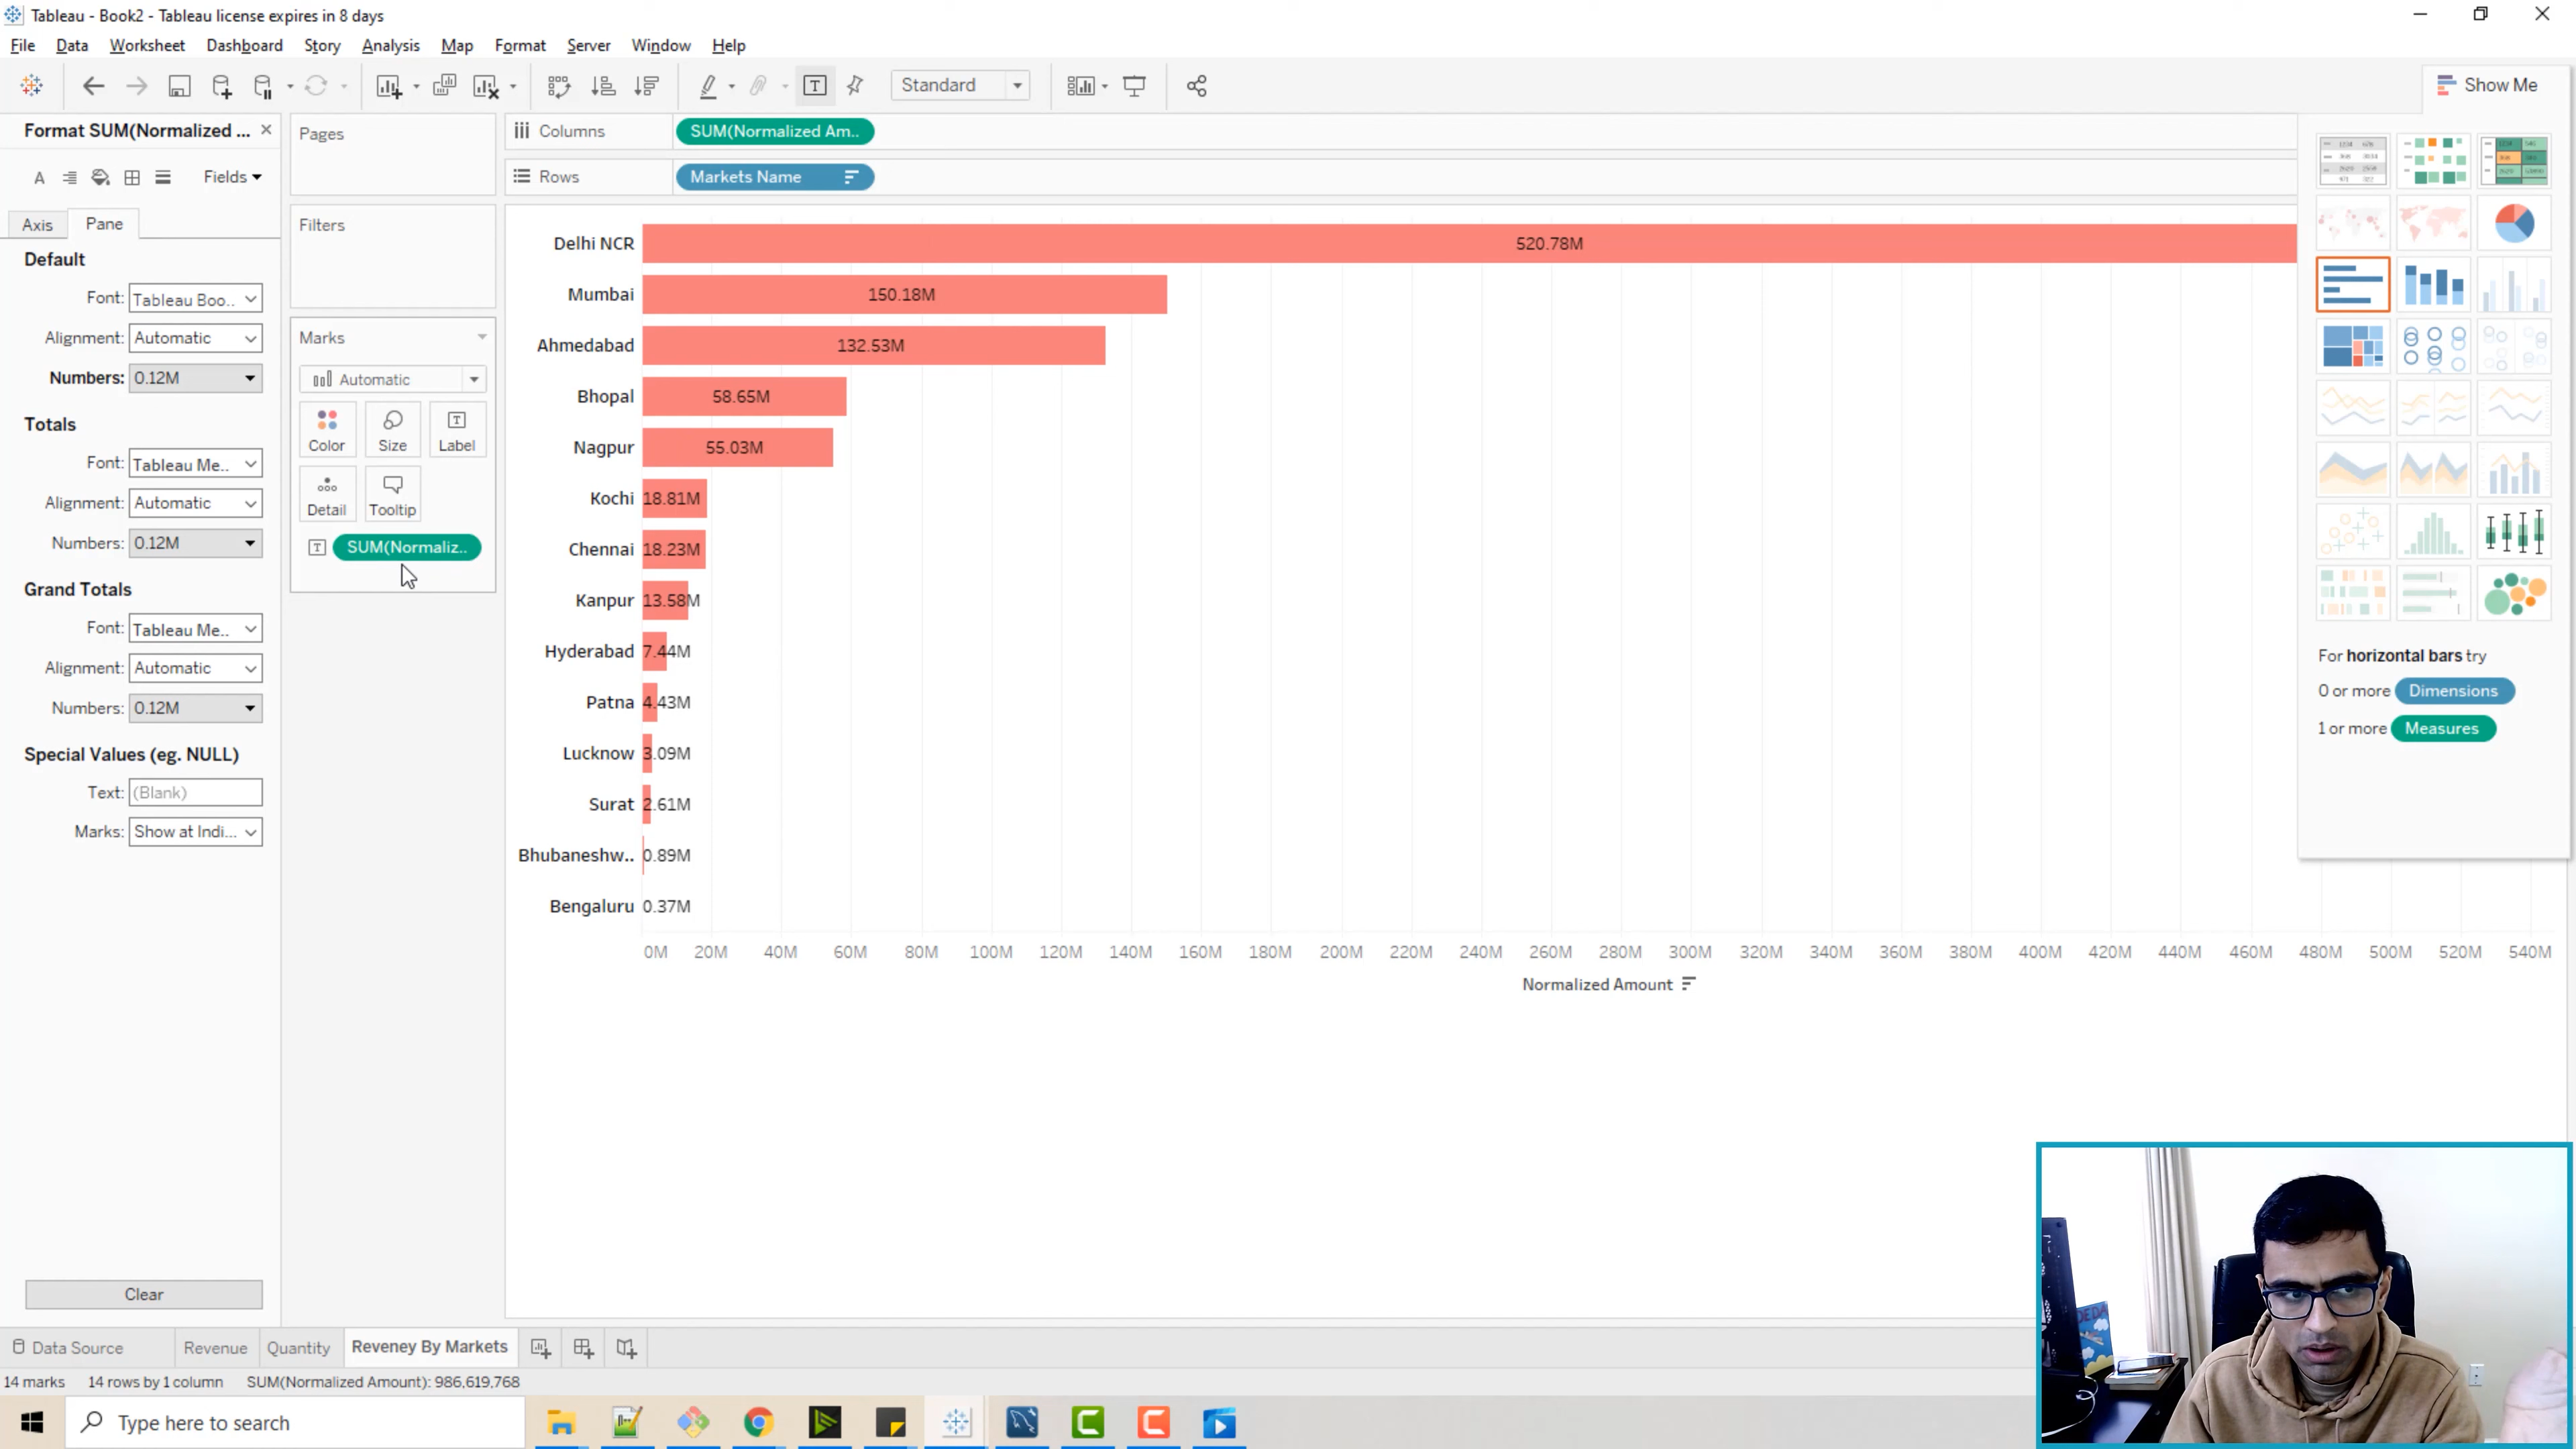 Tableau - Book2 - Tableau license expires in 8 days
File Data Worksheet Dashboard Story Analysis Map Format Server Window Help
Standard
Show Me
Format SUM(Normalized ...
Fields
Axis
Pane
Default
Font: Tableau Boo..
Alignment: Automatic
Numbers: 0.12M
Totals
Font: Tableau Me..
Alignment: Automatic
Numbers: 0.12M
Grand Totals
Font: Tableau Me..
Alignment: Automatic
Numbers: 0.12M
Special Values (eg. NULL)
Text: (Blank)
Marks: Show at Indi...
Clear
Pages
Filters
Marks
Automatic
Color
Size
Label
Detail
Tooltip
SUM(Normaliz..
Columns
SUM(Normalized Am..
Rows
Markets Name
Delhi NCR 520.78M
Mumbai 150.18M
Ahmedabad 132.53M
Bhopal 58.65M
Nagpur 55.03M
Kochi 18.81M
Chennai 18.23M
Kanpur 13.58M
Hyderabad 7.44M
Patna 4.43M
Lucknow 3.09M
Surat 2.61M
Bhubaneshw.. 0.89M
Bengaluru 0.37M
0M 20M 40M 60M 80M 100M 120M 140M 160M 180M 200M 220M 240M 260M 280M 300M 320M 340M 360M 380M 400M 420M 440M 460M 480M 500M 520M 540M
Normalized Amount
For horizontal bars try
0 or more Dimensions
1 or more Measures
Data Source
Revenue
Quantity
Reveney By Markets
14 marks 14 rows by 1 column SUM(Normalized Amount): 986,619,768
Type here to search